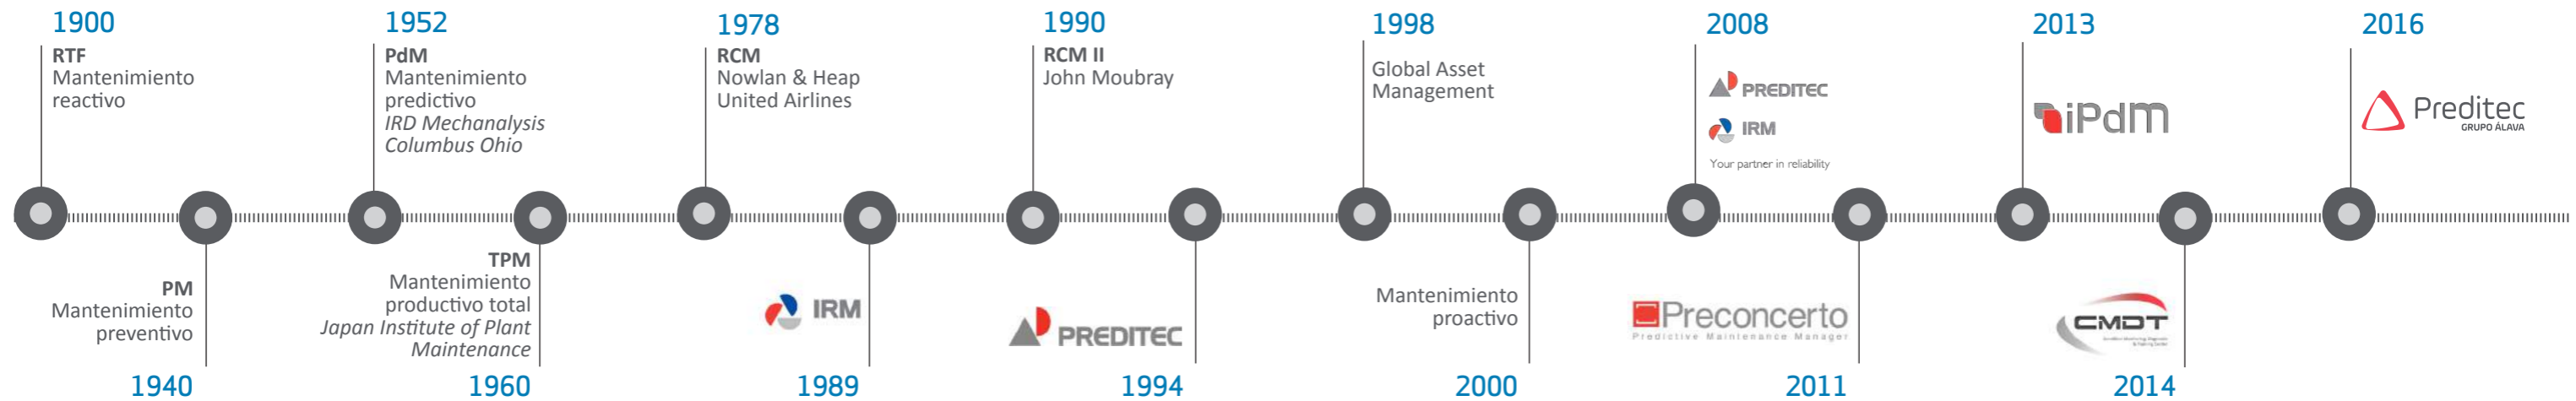 1900
RTF
Mantenimiento
reactivo
PM
Mantenimiento
preventivo
1940
1952
PdM
Mantenimiento
predictivo
IRD Mechanalysis
Columbus Ohio
TPM
Mantenimiento
productivo total
Japan Institute of Plant
Maintenance
1960
1978
RCM
Nowlan & Heap
United Airlines
IRM
1989
1990
RCM II
John Moubray
PREDITEC
1994
1998
Global Asset
Management
Mantenimiento
proactivo
2000
2008
PREDITEC
IRM
Your partner in reliability
Preconcerto
Predictive Maintenance Manager
2011
2013
iPdm
CMDT
2014
2016
Preditec
GRUPO ÁLAVA